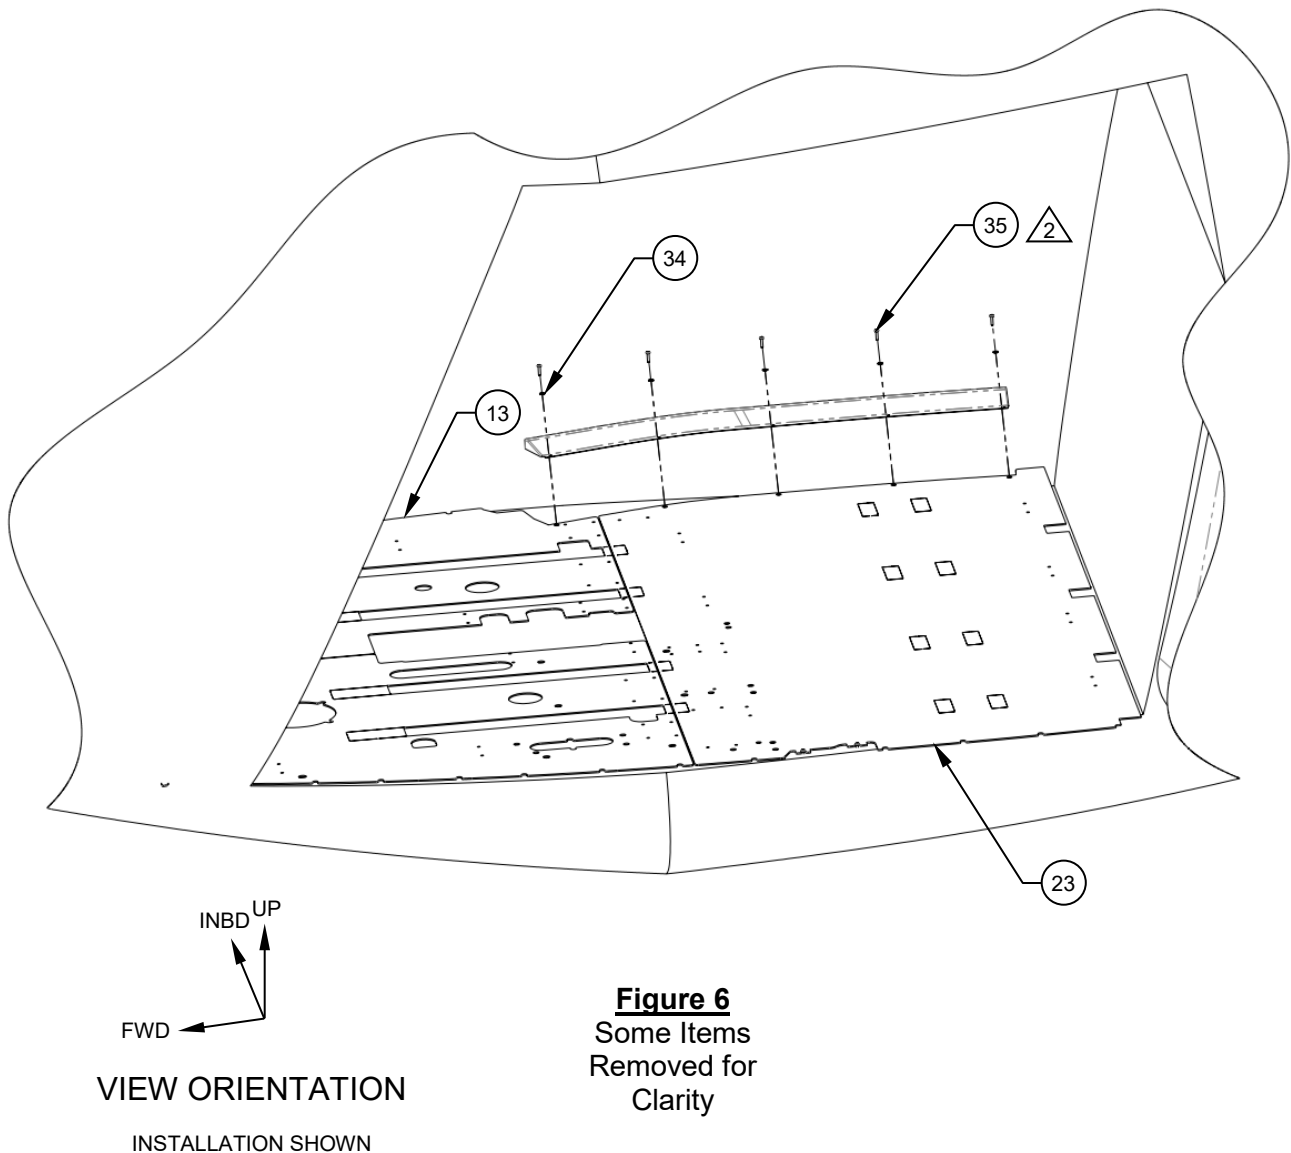 35
2
34
13
23
INBD
UP
FWD
VIEW ORIENTATION
INSTALLATION SHOWN
Figure 6
Some Items
Removed for
Clarity